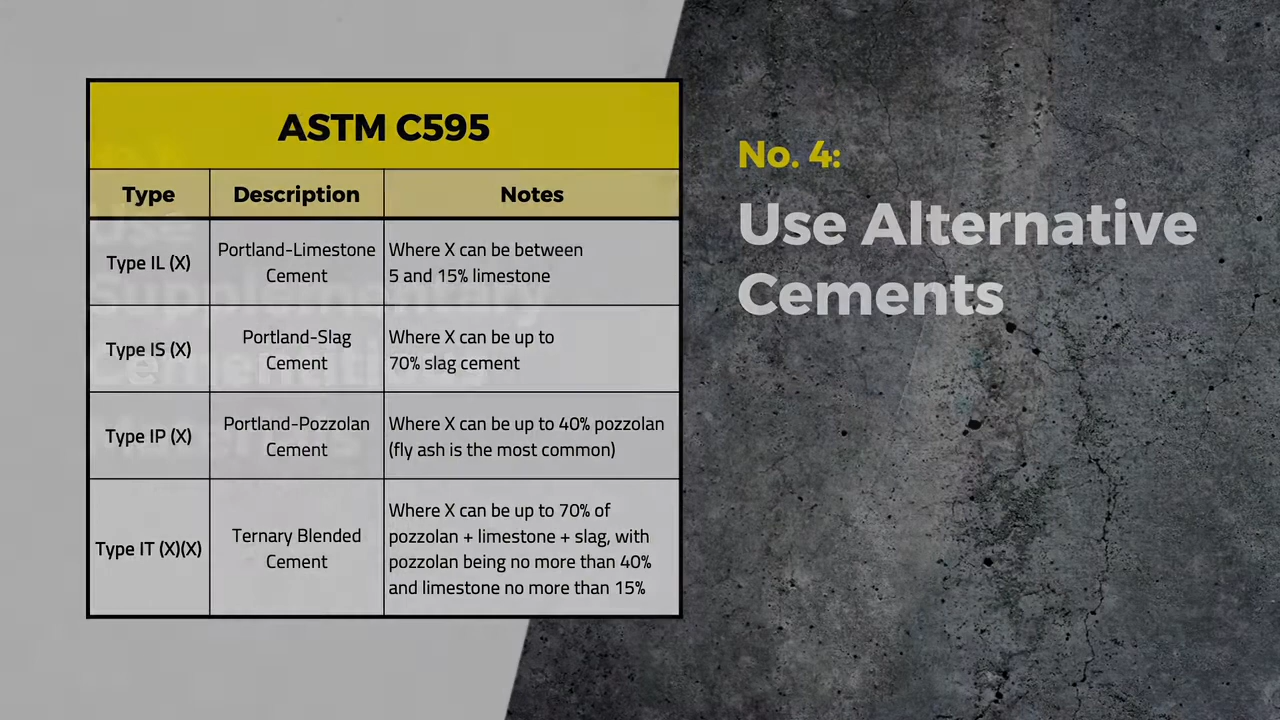 ASTM C595
Type Description Notes
Type IL (X)
Portland-Limestone
Cement
Where X can be between
5 and 15% limestone
Type IS (X)
Portland-Slag
Cement
Where X can be up to
70% slag cement
Type IP (X)
Portland-Pozzolan
Cement
Where X can be up to 40% pozzolan
(fly ash is the most common)
Type IT (X)(X)
Ternary Blended
Cement
Where X can be up to 70% of
pozzolan + limestone + slag, with
pozzolan being no more than 40%
and limestone no more than 15%
No. 4:
Use Alternative
Cements
Use
Supplementary